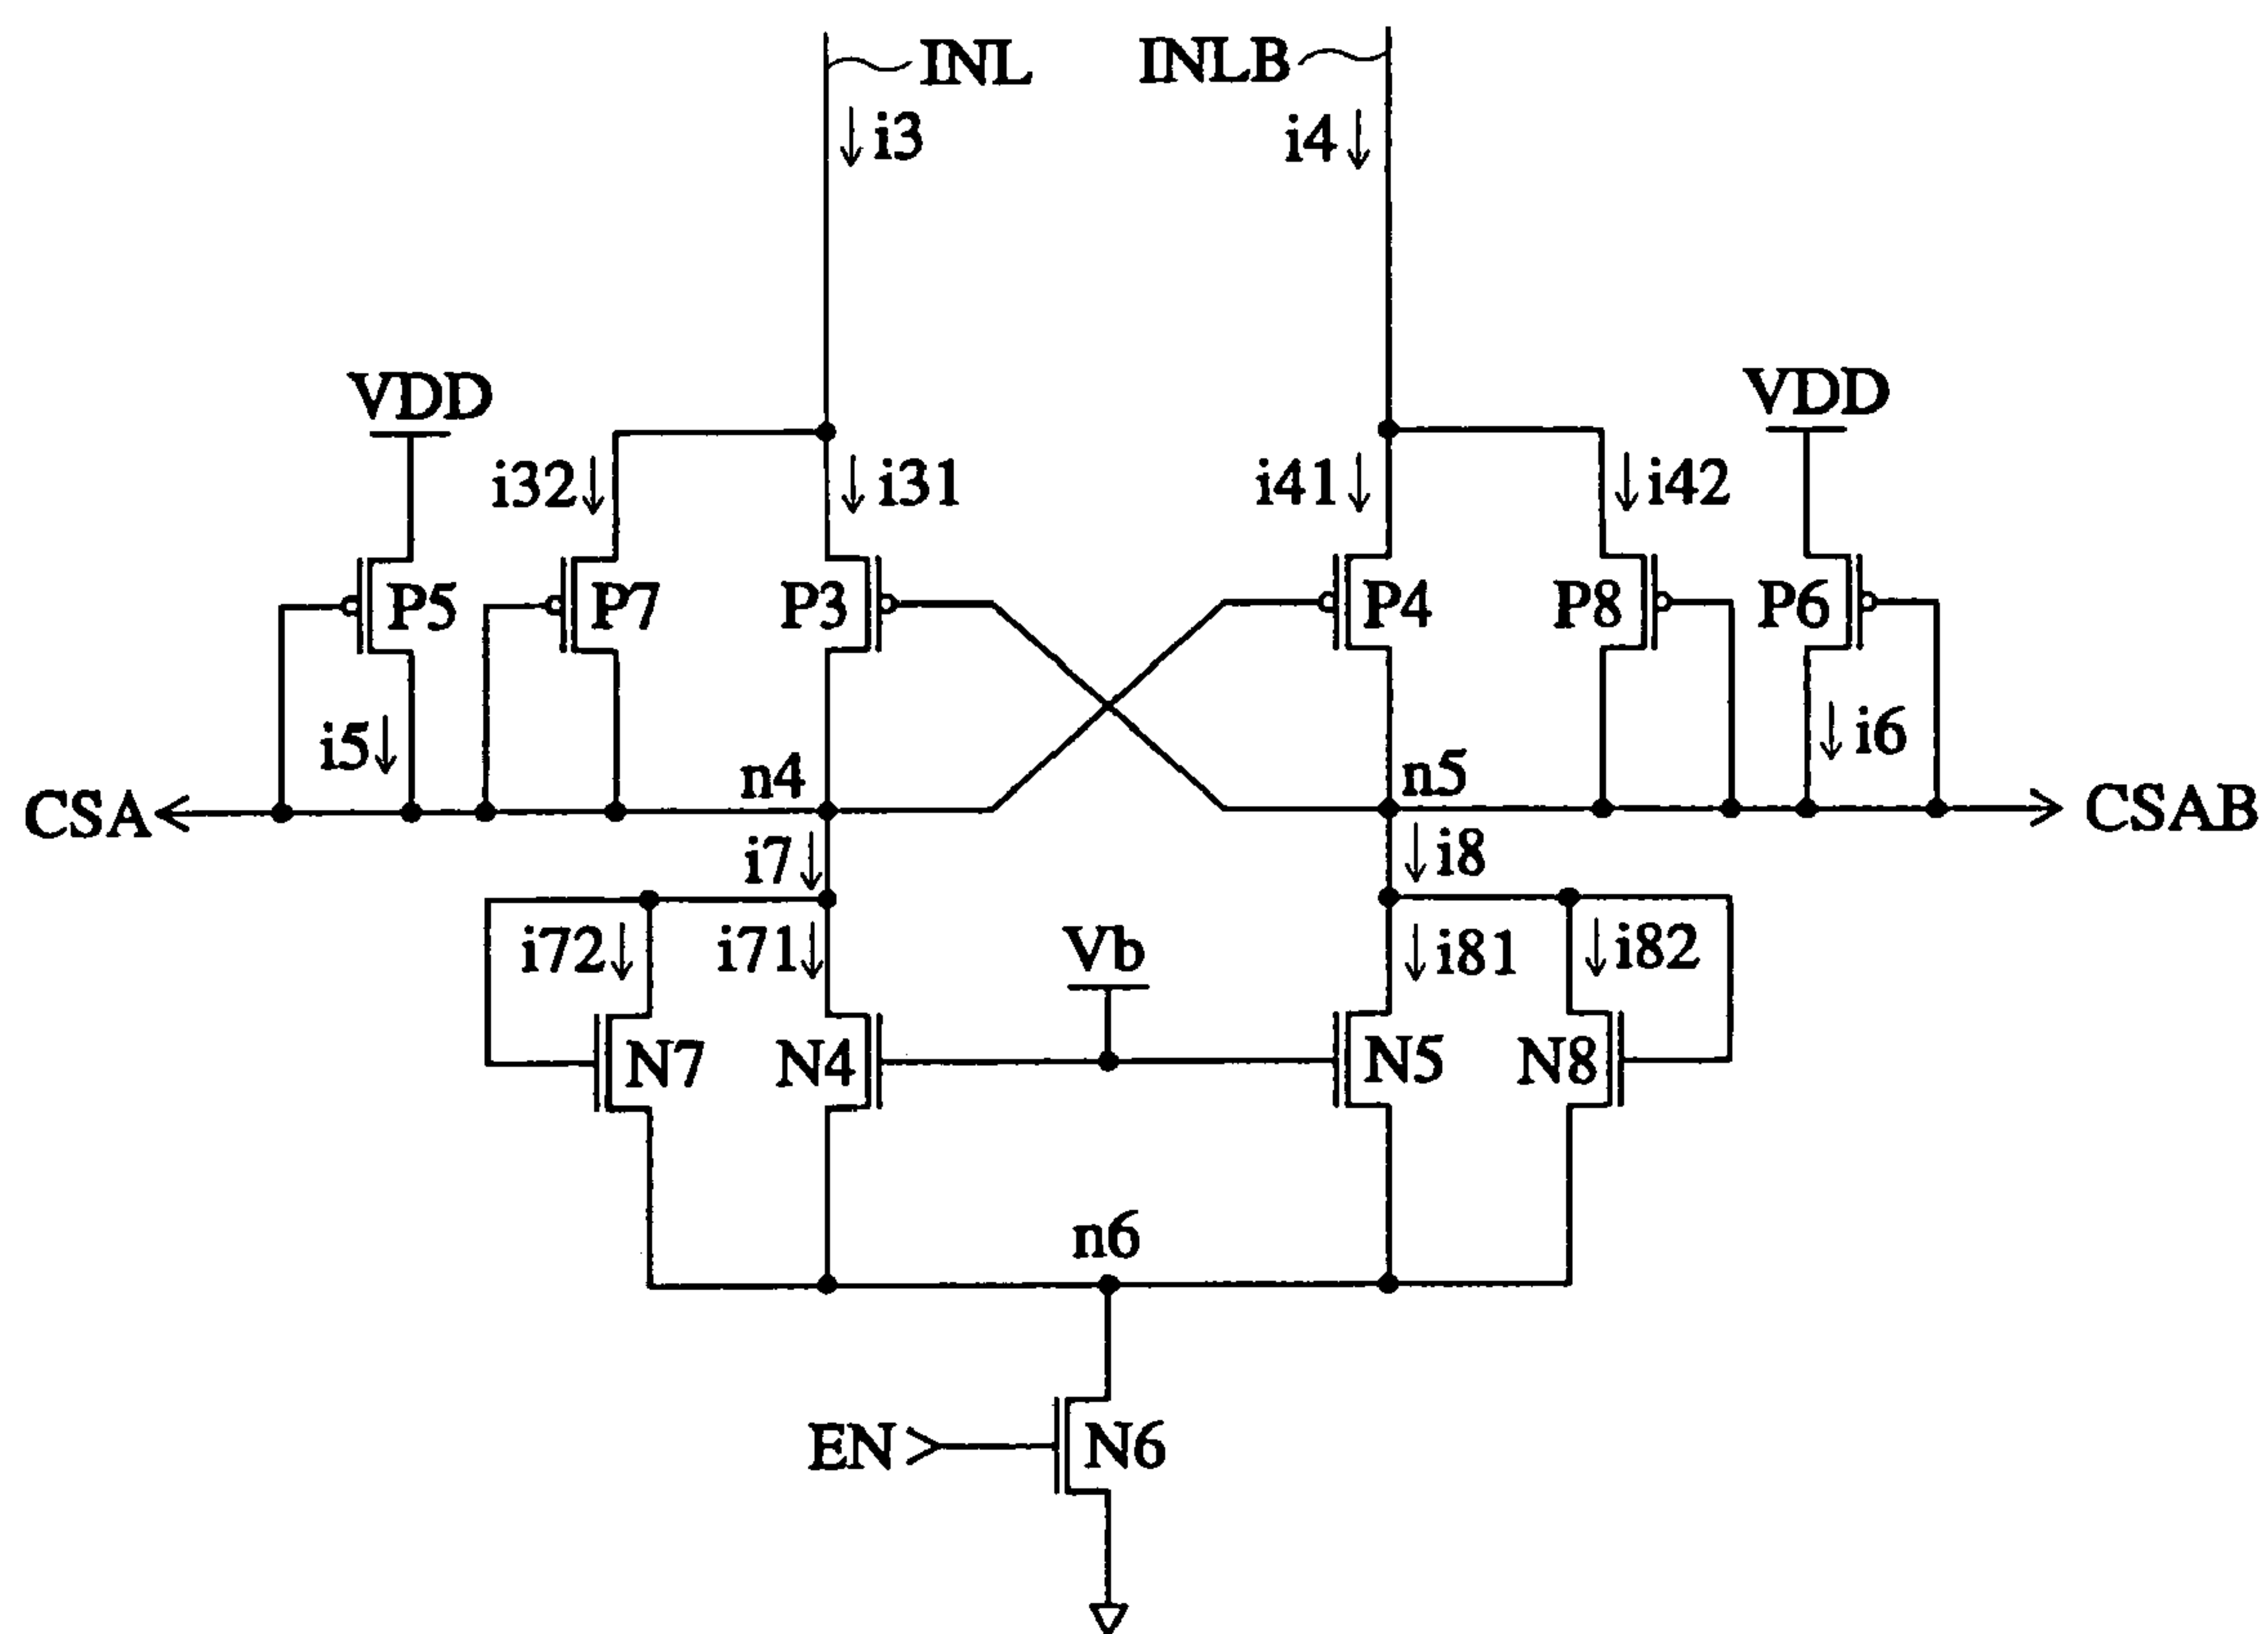 INL INLB
i3 i4
VDD VDD
i32 i31 i41 i42
P5 P7 P3 P4 P8 P6
i5 n4 n5 i6
CSA CSAB
i7 i8
i72 i71 Vb i81 i82
N7 N4 N5 N8
n6
EN N6